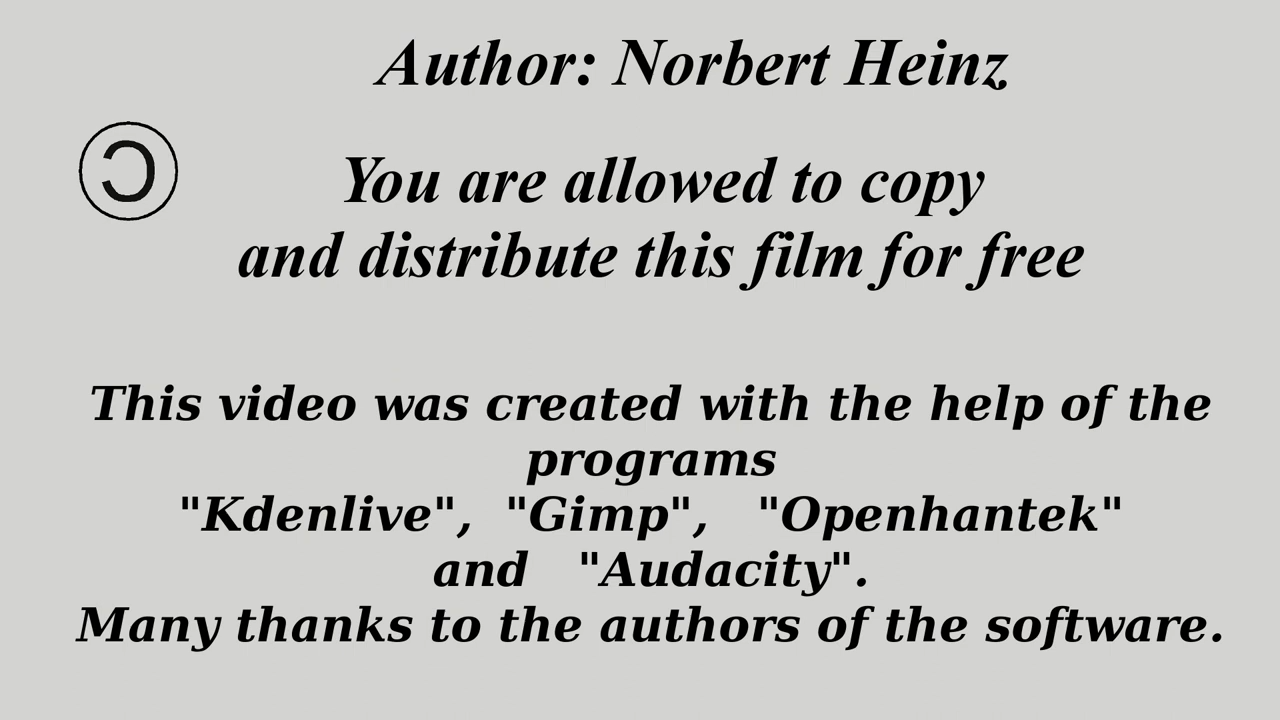 Author: Norbert Heinz
Ɔ
You are allowed to copy
and distribute this film for free
This video was created with the help of the
programs
"Kdenlive", "Gimp", "Openhantek"
and "Audacity".
Many thanks to the authors of the software.